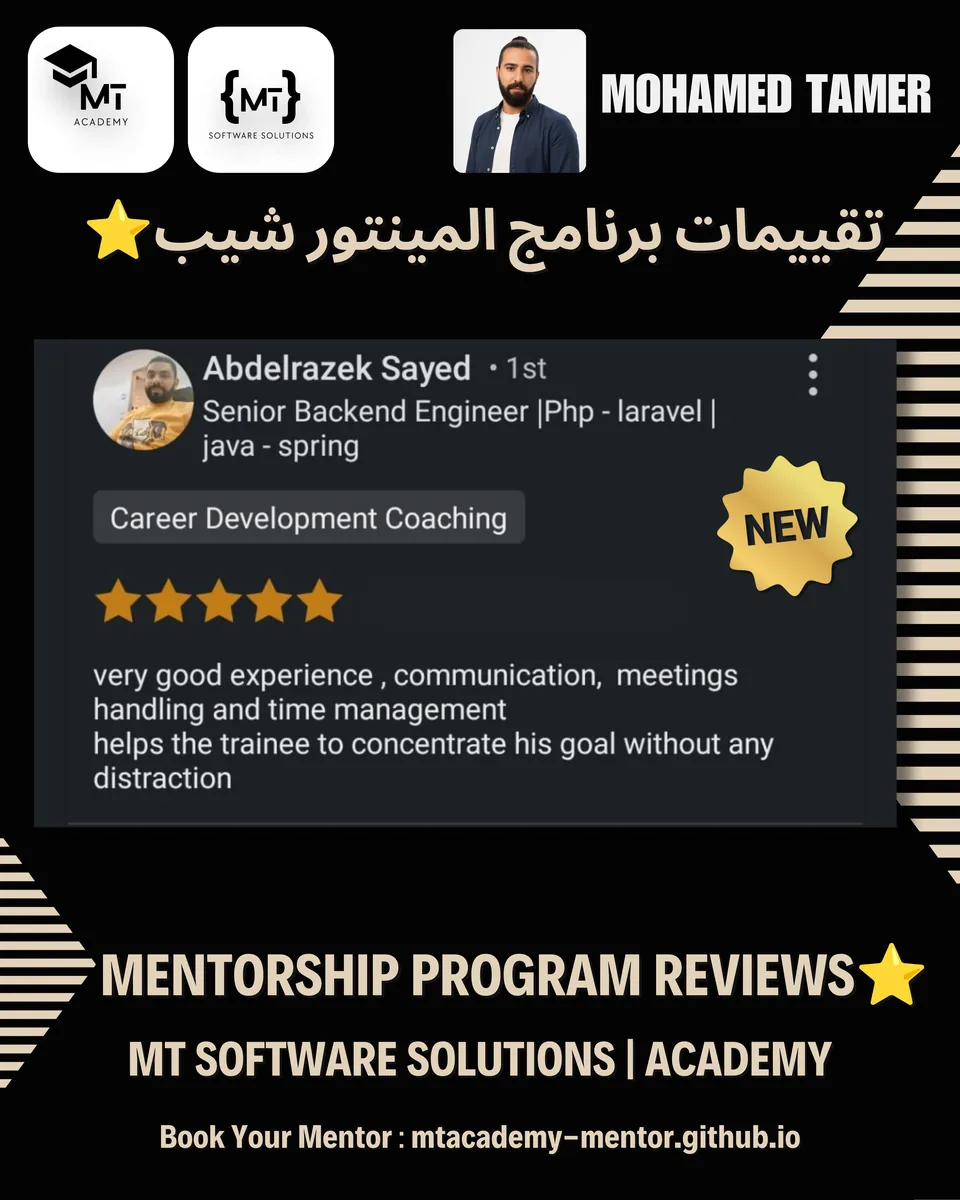 MT
ACADEMY
{MT}
SOFTWARE SOLUTIONS
MOHAMED TAMER
تقييمات برنامج المينتور شيب⭐
Abdelrazek Sayed • 1st
Senior Backend Engineer |Php - laravel |
java - spring
Career Development Coaching
NEW
very good experience , communication,  meetings
handling and time management
helps the trainee to concentrate his goal without any
distraction
MENTORSHIP PROGRAM REVIEWS⭐
MT SOFTWARE SOLUTIONS | ACADEMY
Book Your Mentor : mtacademy-mentor.github.io